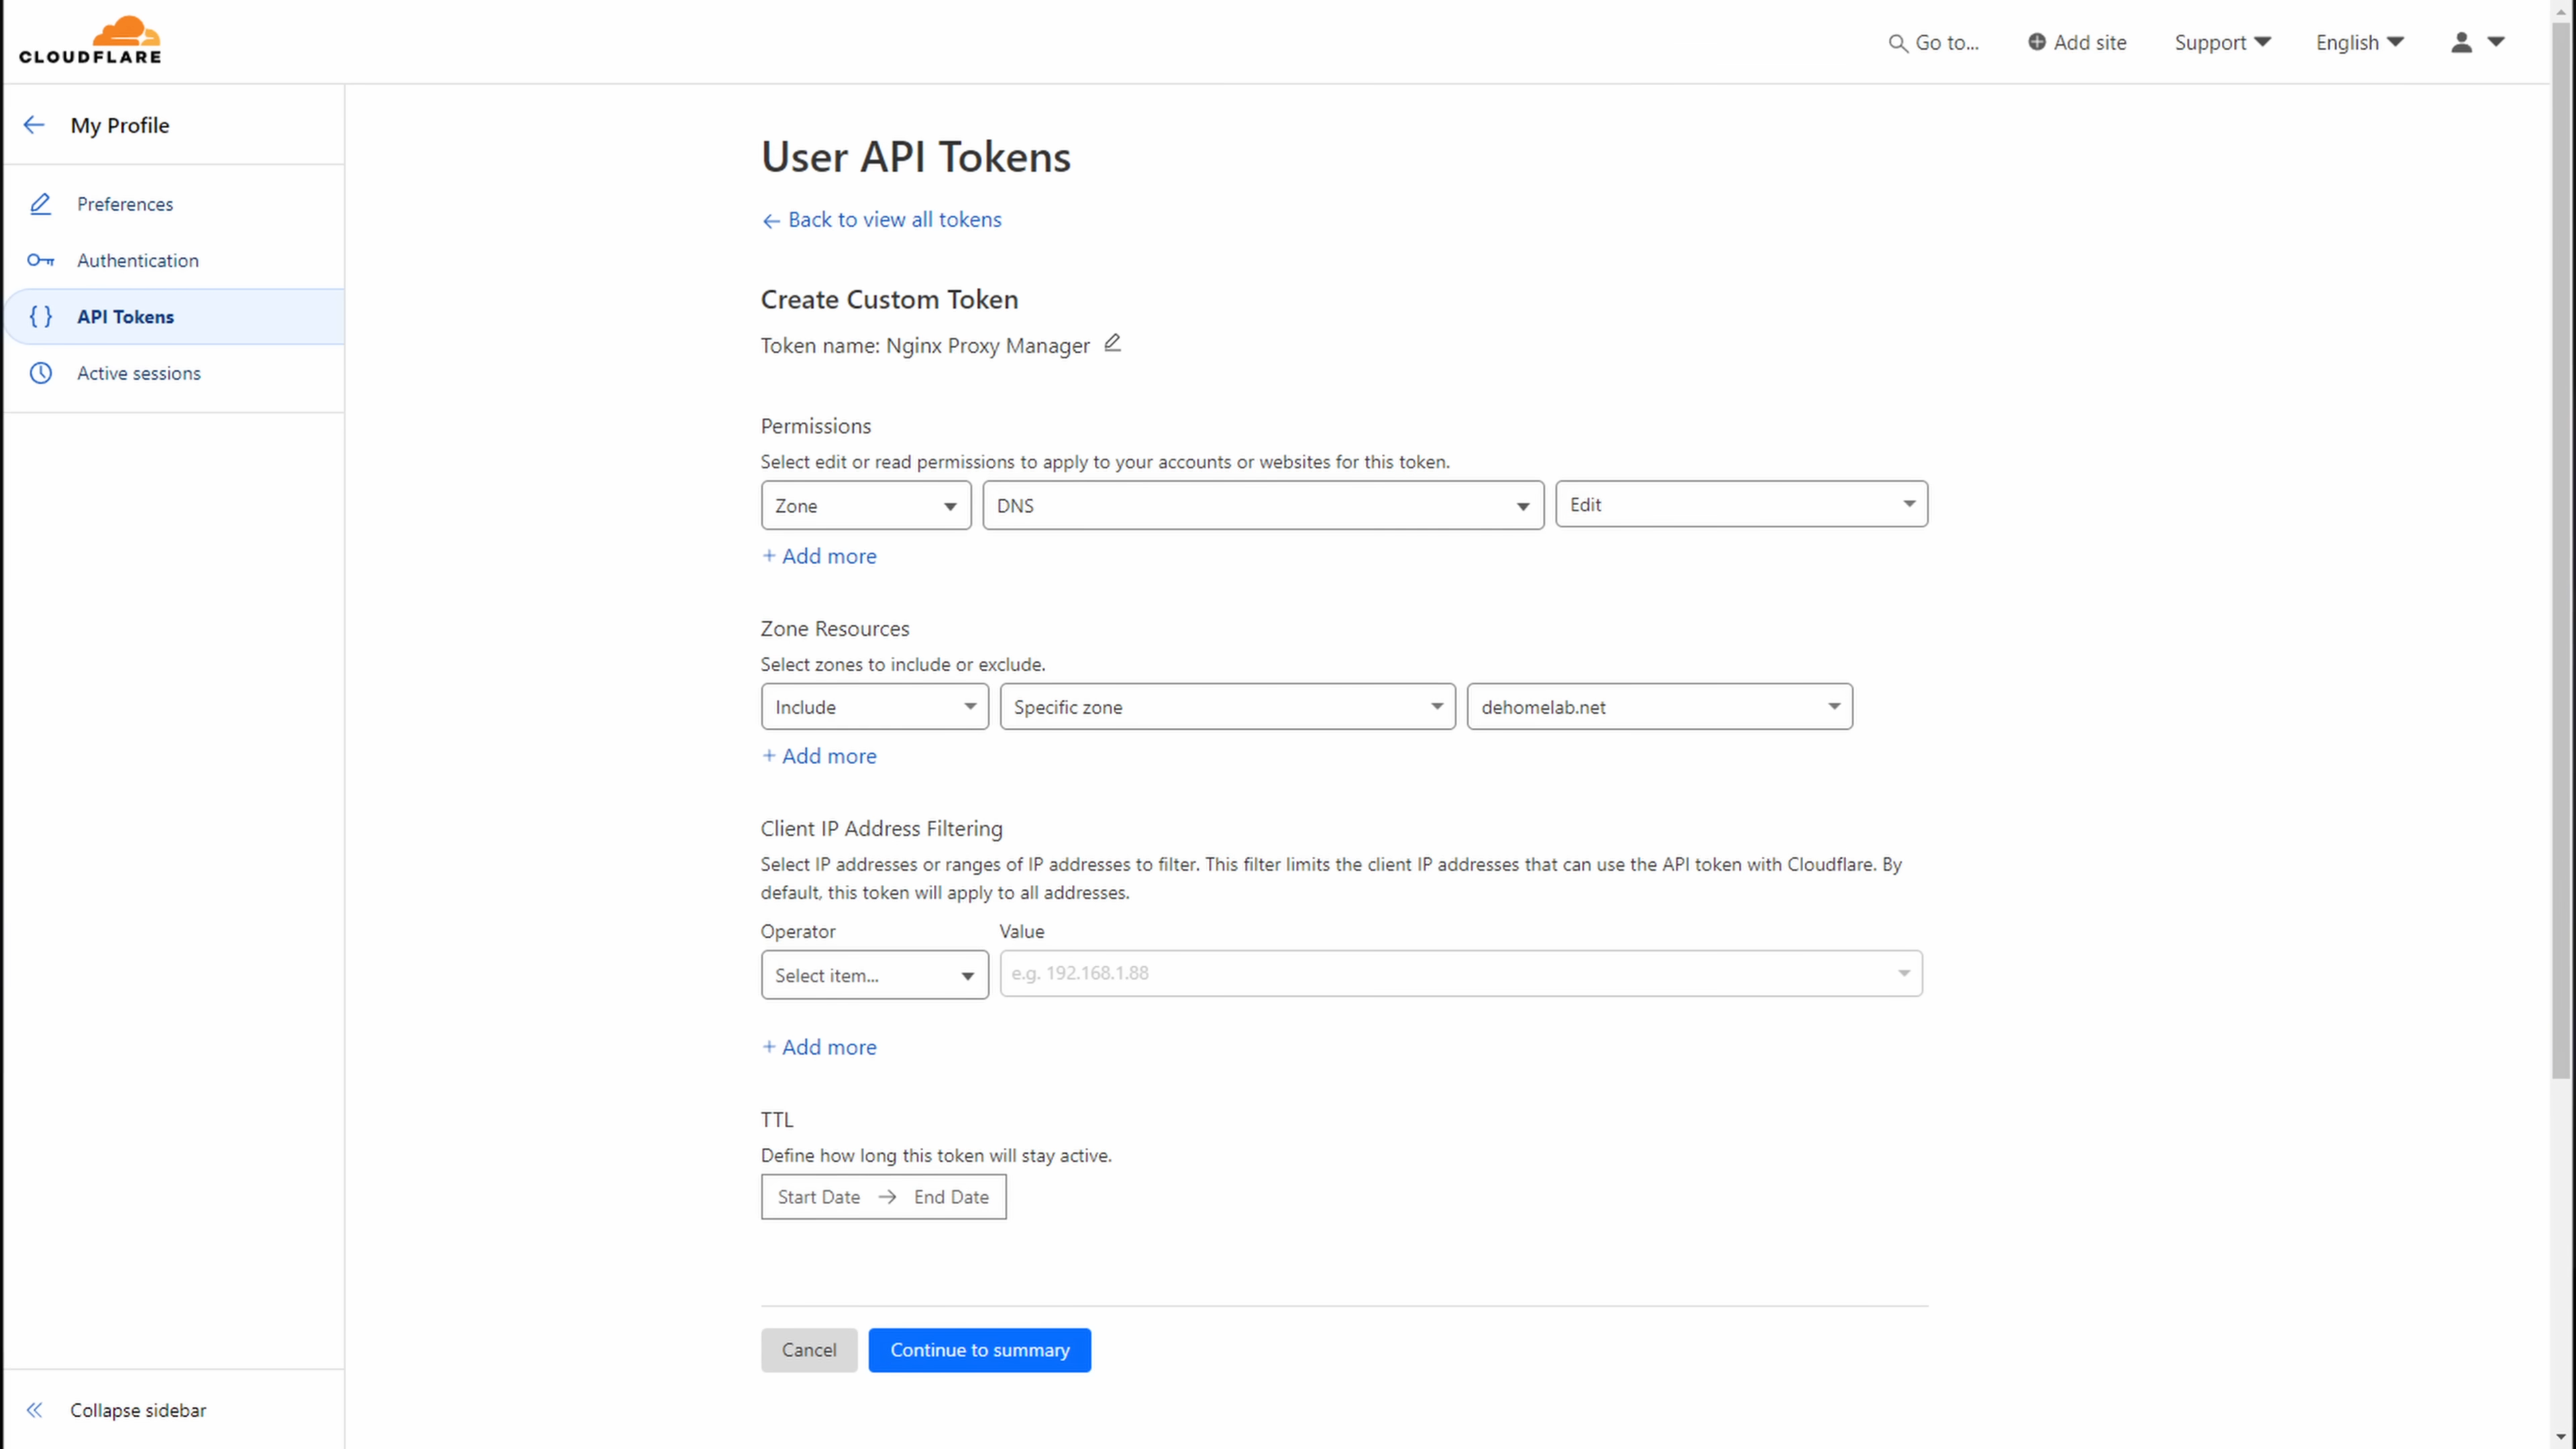 CLOUDFLARE
Go to...
Add site
Support
English
My Profile
Preferences
Authentication
API Tokens
Active sessions
User API Tokens
Back to view all tokens
Create Custom Token
Token name: Nginx Proxy Manager
Permissions
Select edit or read permissions to apply to your accounts or websites for this token.
Zone
DNS
Edit
+ Add more
Zone Resources
Select zones to include or exclude.
Include
Specific zone
dehomelab.net
+ Add more
Client IP Address Filtering
Select IP addresses or ranges of IP addresses to filter. This filter limits the client IP addresses that can use the API token with Cloudflare. By
default, this token will apply to all addresses.
Operator
Value
Select item...
e.g. 192.168.1.88
+ Add more
TTL
Define how long this token will stay active.
Start Date → End Date
Cancel
Continue to summary
Collapse sidebar